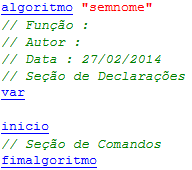 algoritmo "semnome"
// Função :
// Autor :
// Data : 27/02/2014
// Seção de Declarações
var
inicio
// Seção de Comandos
fimalgoritmo